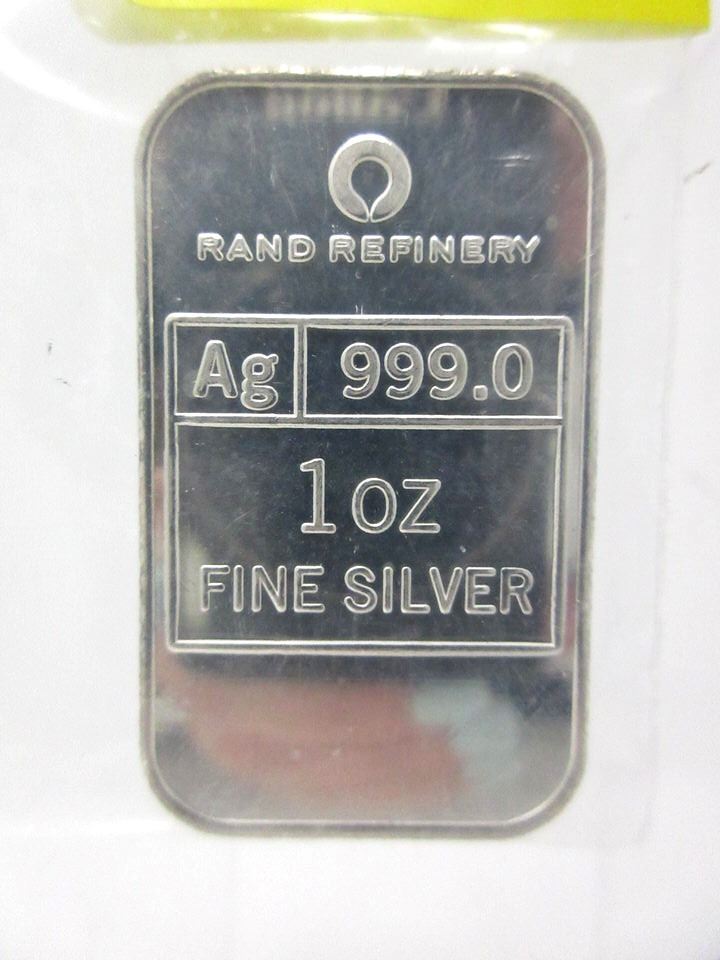 RAND REFINERY
Ag 999.0
1 OZ
FINE SILVER